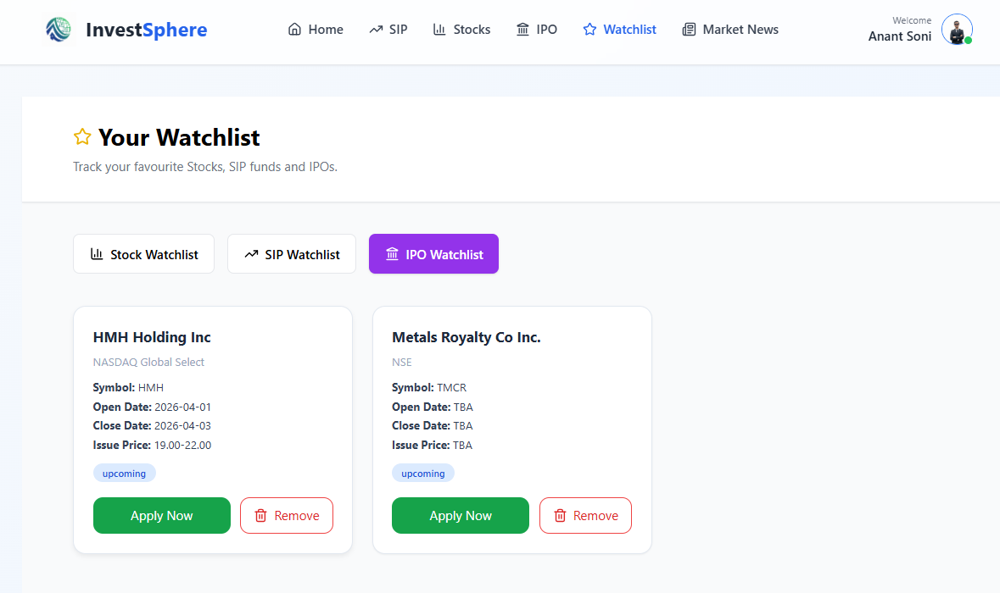 InvestSphere
Home
SIP
Stocks
IPO
Watchlist
Market News
Welcome
Anant Soni
Your Watchlist
Track your favourite Stocks, SIP funds and IPOs.
Stock Watchlist
SIP Watchlist
IPO Watchlist
HMH Holding Inc
NASDAQ Global Select
Symbol: HMH
Open Date: 2026-04-01
Close Date: 2026-04-03
Issue Price: 19.00-22.00
upcoming
Apply Now
Remove
Metals Royalty Co Inc.
NSE
Symbol: TMCR
Open Date: TBA
Close Date: TBA
Issue Price: TBA
upcoming
Apply Now
Remove